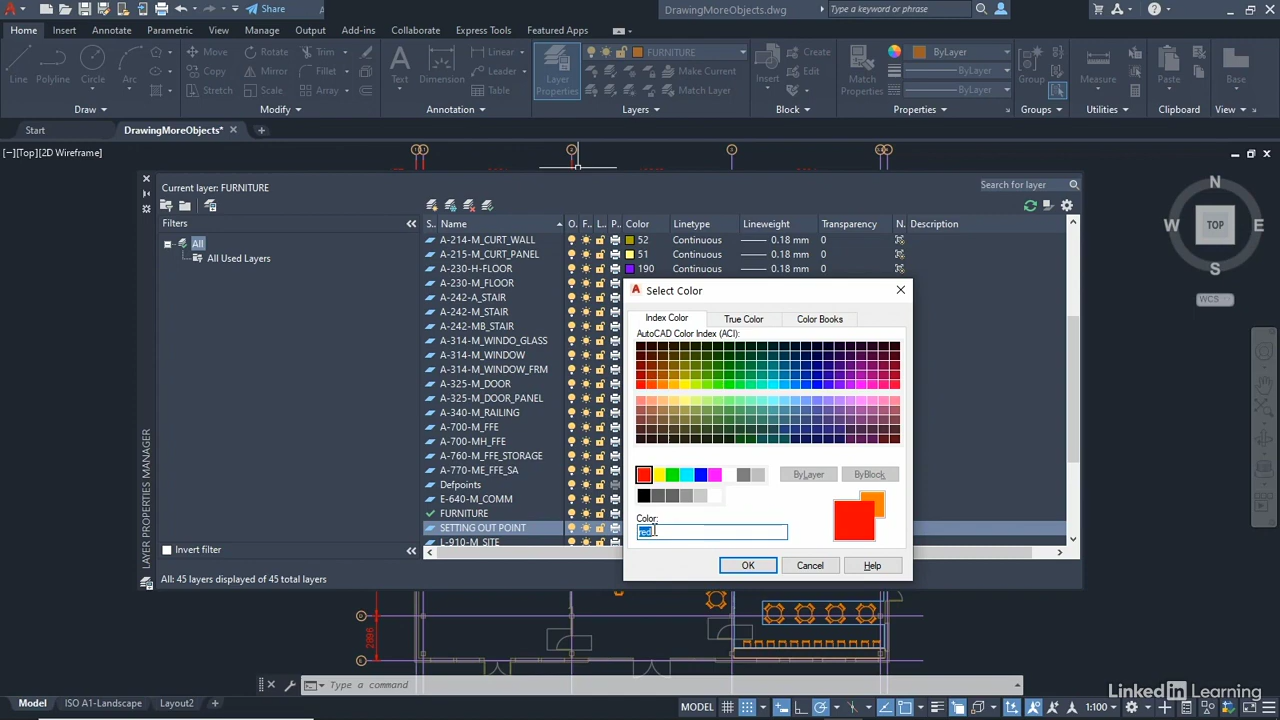 Share
DrawingMoreObjects.dwg
Type a keyword or phrase
Home Insert Annotate Parametric View Manage Output Add-ins Collaborate Express Tools Featured Apps
Line Polyline Circle Arc
Move Rotate Trim
Copy Mirror Fillet
Stretch Scale Array
Text Dimension
Linear
Leader
Table
Layer
Properties
FURNITURE
Make Current
Match Layer
Insert
Create
Edit
Match
Properties
ByLayer
ByLayer
ByLayer
Group
Measure
Paste
Base
Draw Modify Annotation Layers Block Properties Groups Utilities Clipboard View
Start DrawingMoreObjects*
[−][Top][2D Wireframe]
Current layer: FURNITURE
Search for layer
Filters
All
All Used Layers
S.. Name O. F.. L.. P.. Color Linetype Lineweight Transparency N. Description
A-214-M_CURT_WALL 52 Continuous 0.18 mm 0
A-215-M_CURT_PANEL 51 Continuous 0.18 mm 0
A-230-H-FLOOR 190 Continuous 0.18 mm 0
A-230-M_FLOOR
A-242-A_STAIR
A-242-M_STAIR
A-242-MB_STAIR
A-314-M_WINDO_GLASS
A-314-M_WINDOW
A-314-M_WINDOW_FRM
A-325-M_DOOR
A-325-M_DOOR_PANEL
A-340-M_RAILING
A-700-M_FFE
A-700-MH_FFE
A-760-M_FFE_STORAGE
A-770-ME_FFE_SA
Defpoints
E-640-M_COMM
FURNITURE
SETTING OUT POINT
L-910-M_SITE
Select Color
Index Color True Color Color Books
AutoCAD Color Index (ACI):
ByLayer ByBlock
Color:
red
OK Cancel Help
Invert filter
All: 45 layers displayed of 45 total layers
LAYER PROPERTIES MANAGER
N
W TOP E
S
WCS
2896
Type a command
Model ISO A1-Landscape Layout2
MODEL
1:100
LinkedIn Learning